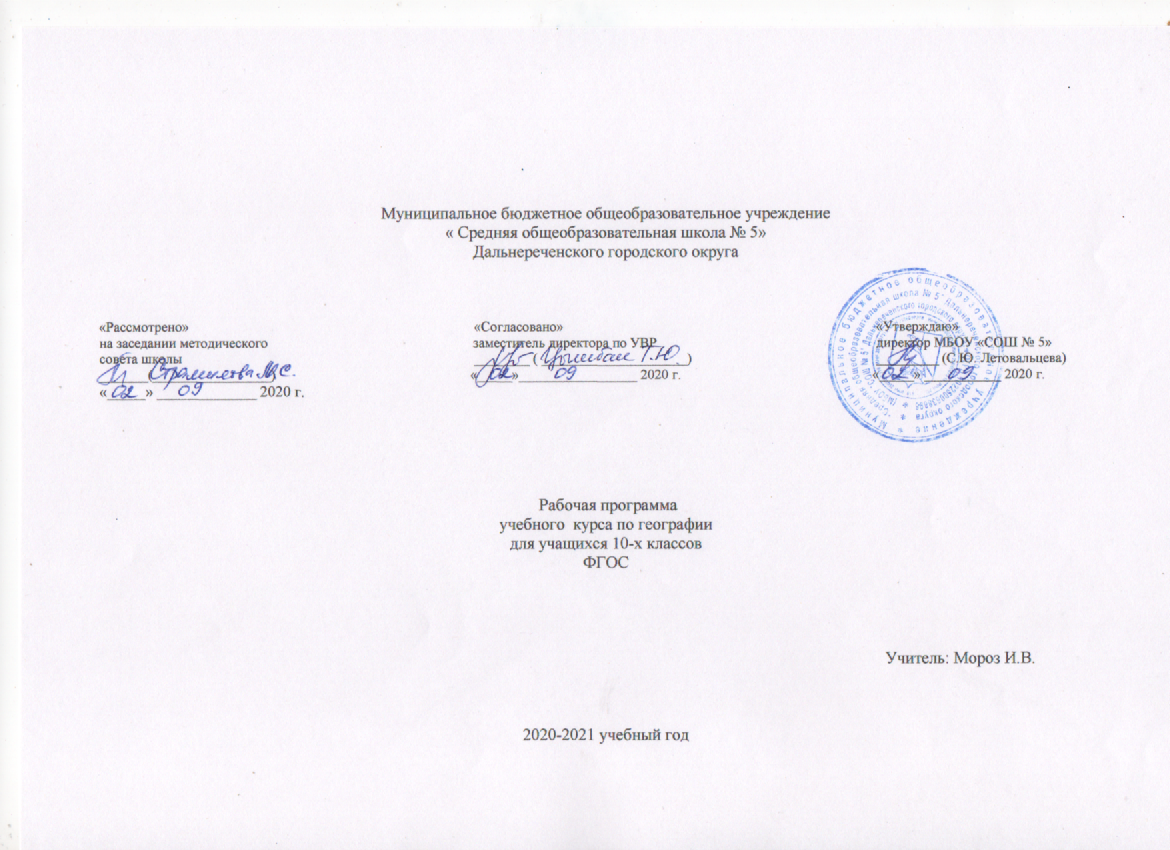 Муниципальное бюджетное общеобразовательное учреждение
« Средняя общеобразовательная школа № 5»
Дальнереченского городского округа
«Рассмотрено»
на заседании методического
совета школы
«02» 09 2020 г.
«Согласовано»
заместитель директора по УВР
( Т.Ю. )
«02» 09 2020 г.
«Утверждаю»
директор МБОУ «СОШ № 5»
(С.Ю. Летовальцева)
«02» 09 2020 г.
Рабочая программа
учебного курса по географии
для учащихся 10-х классов
ФГОС
Учитель: Мороз И.В.
2020-2021 учебный год